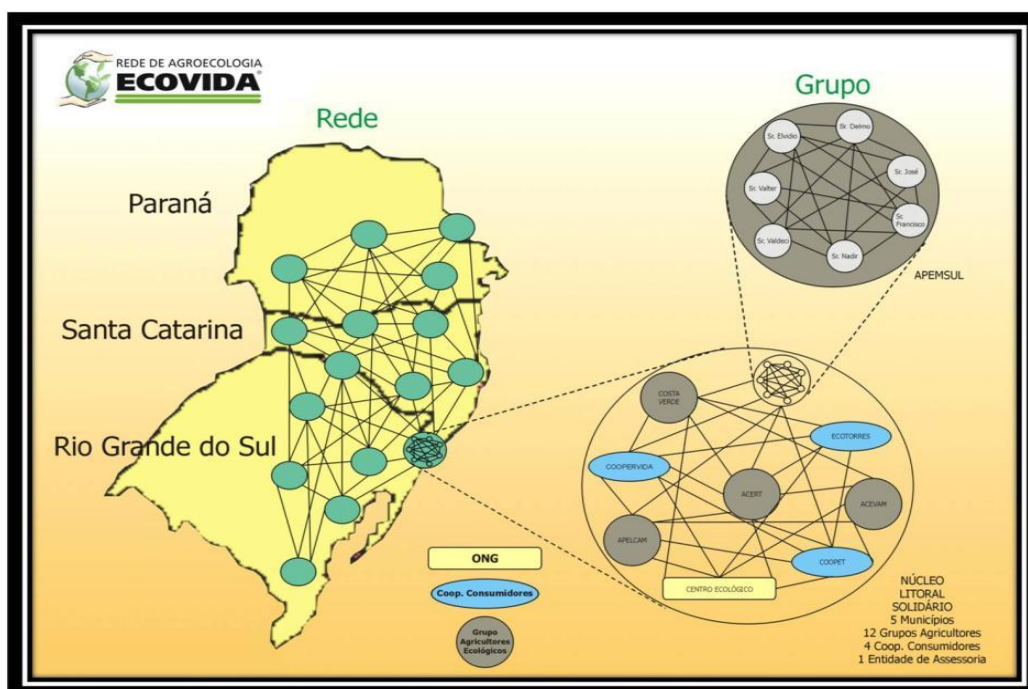 REDE DE AGROECOLOGIA
ECOVIDA®
Rede
Paraná
Santa Catarina
Rio Grande do Sul
Grupo
Sr. Elvidio
Sr. Delmo
Sr. José
Sr. Valter
Sr. Francisco
Sr. Valdeci
Sr. Nadir
APEMSUL
COSTA
VERDE
ECOTORRES
COOPERVIDA
ACERT
ACEVAM
APELCAM
COOPET
CENTRO ECOLÓGICO
ONG
Coop. Consumidores
Grupo
Agricultores
Ecológicos
NÚCLEO
LITORAL
SOLIDÁRIO
5 Municípios
12 Grupos Agricultores
4 Coop. Consumidores
1 Entidade de Assessoria